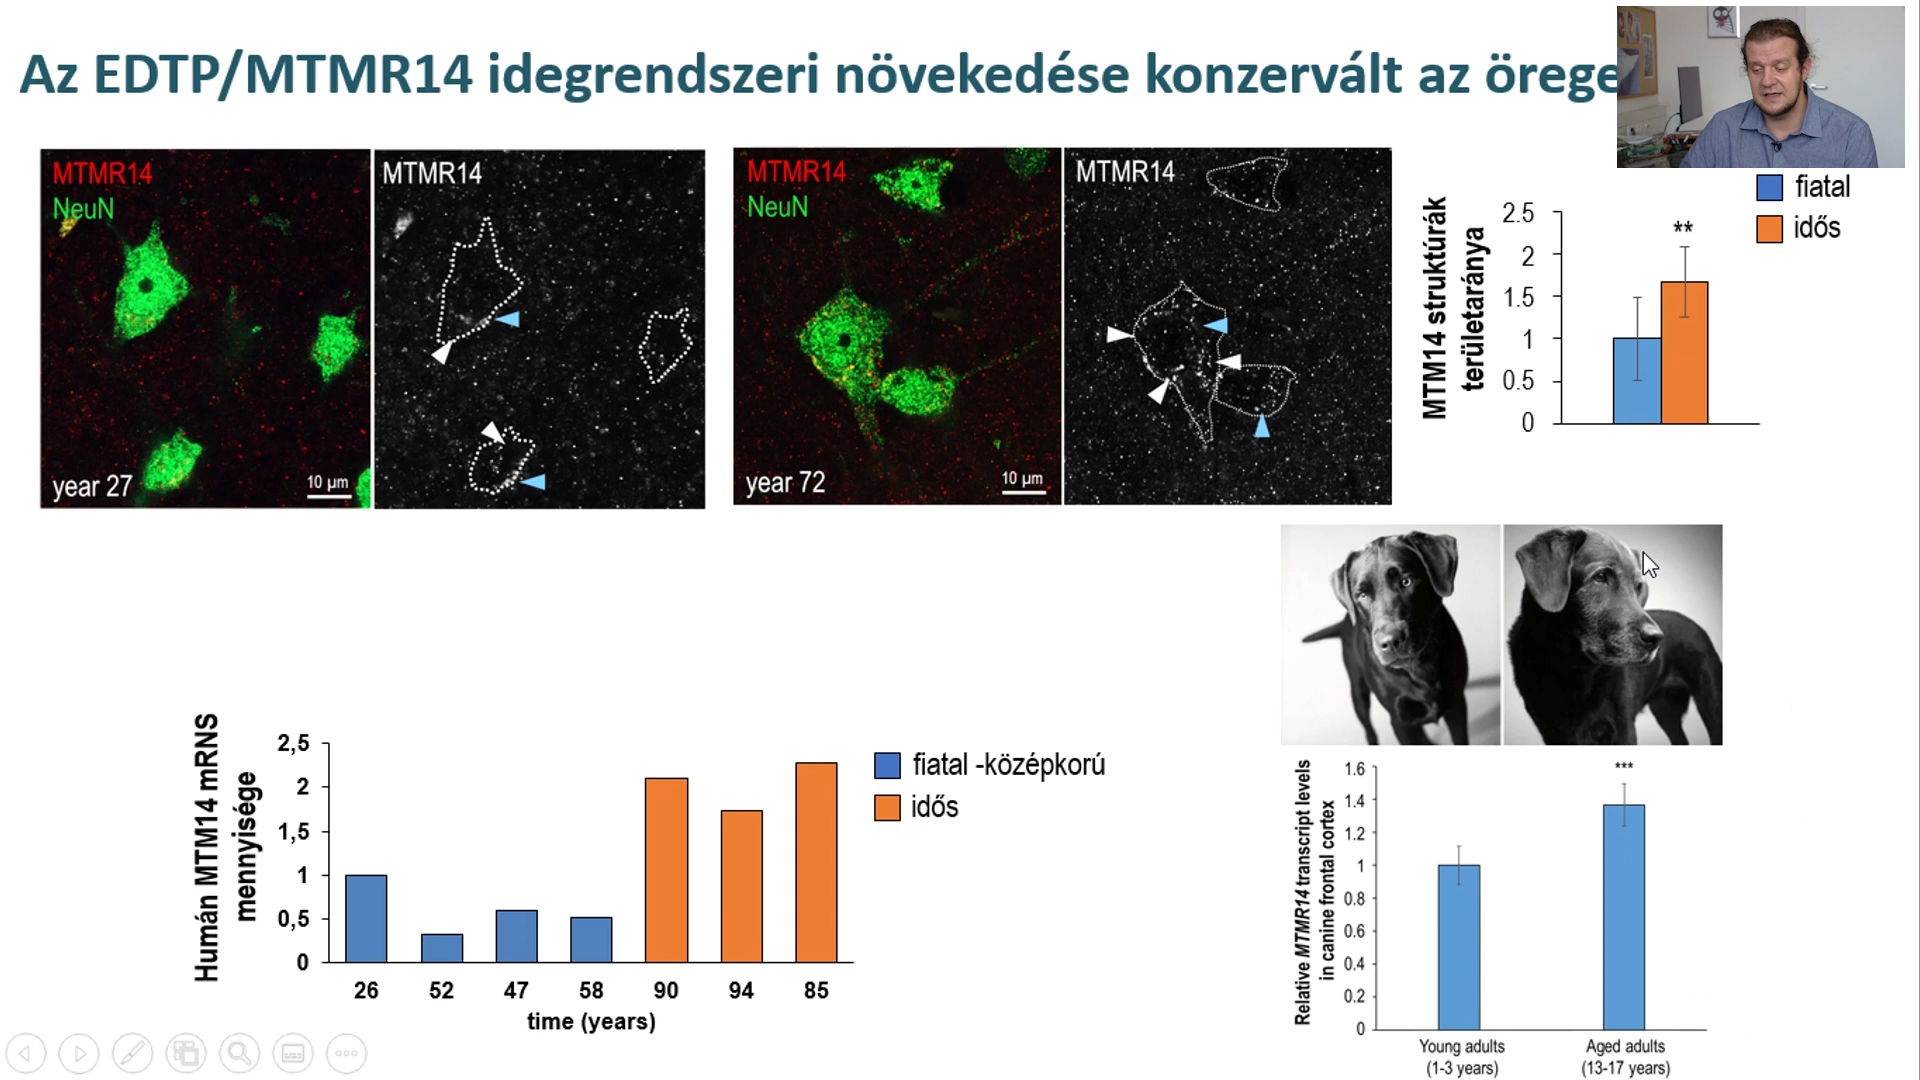 Az EDTP/MTMR14 idegrendszeri növekedése konzervált az örege
MTMR14
NeuN
year 27
10 µm
MTMR14
MTMR14
NeuN
year 72
10 µm
MTMR14
MTM14 struktúrák
területaránya
2.5
2
1.5
1
0.5
0
**
fiatal
idős
Humán MTM14 mRNS
mennyisége
2,5
2
1,5
1
0,5
0
26 52 47 58 90 94 85
time (years)
fiatal -középkorú
idős
Relative MTMR14 transcript levels
in canine frontal cortex
1.6
1.4
1.2
1
0.8
0.6
0.4
0.2
0
***
Young adults
(1-3 years)
Aged adults
(13-17 years)